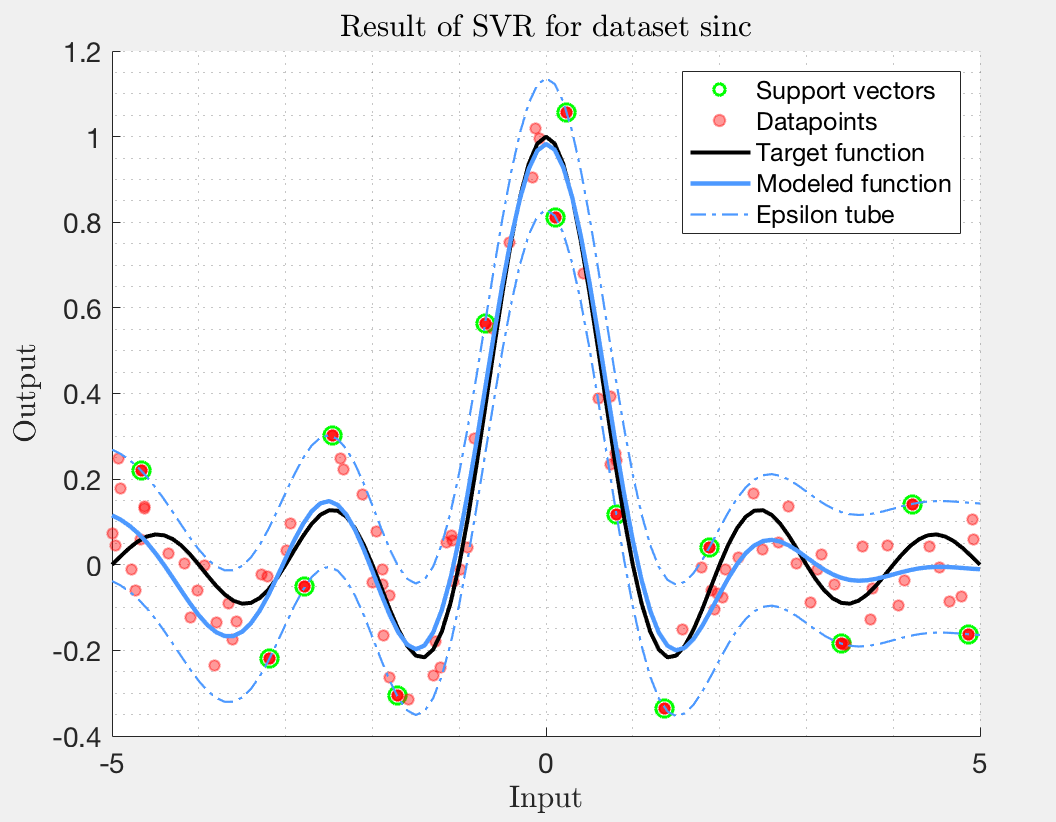 Result of SVR for dataset sinc
Support vectors
Datapoints
Target function
Modeled function
Epsilon tube
Output
1.2
1
0.8
0.6
0.4
0.2
0
-0.2
-0.4
-5
0
5
Input